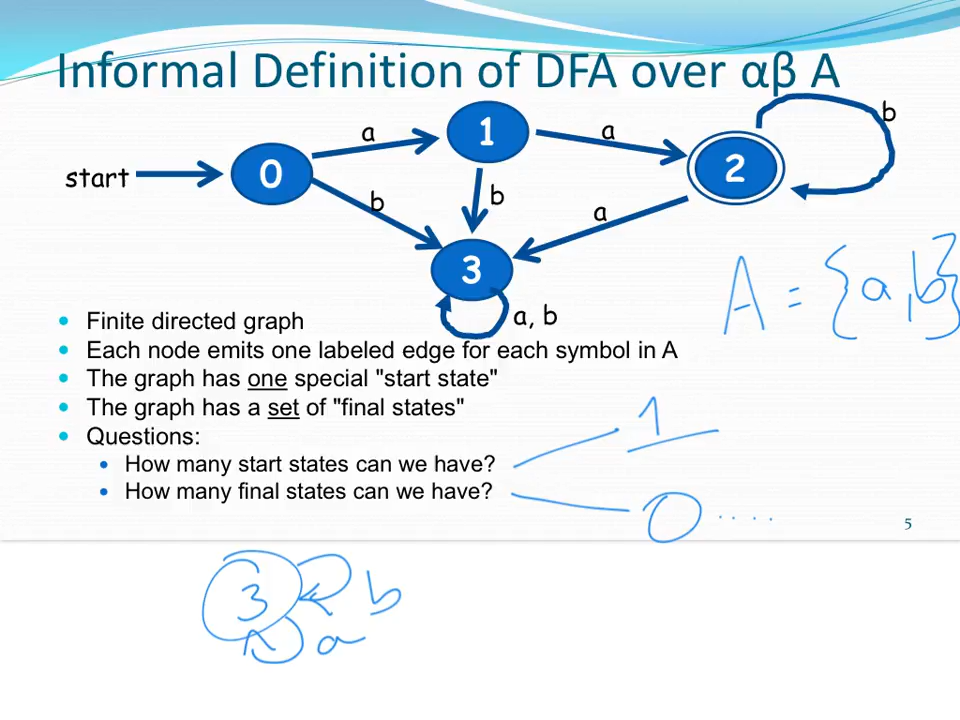 Informal Definition of DFA over αβ A
start
0
a
1
a
2
b
b
b
a
3
a, b
A = {a,b}
• Finite directed graph
• Each node emits one labeled edge for each symbol in A
• The graph has one special "start state"
• The graph has a set of "final states"
• Questions:
• How many start states can we have?
1
• How many final states can we have?
0 ....
5
3
b
a